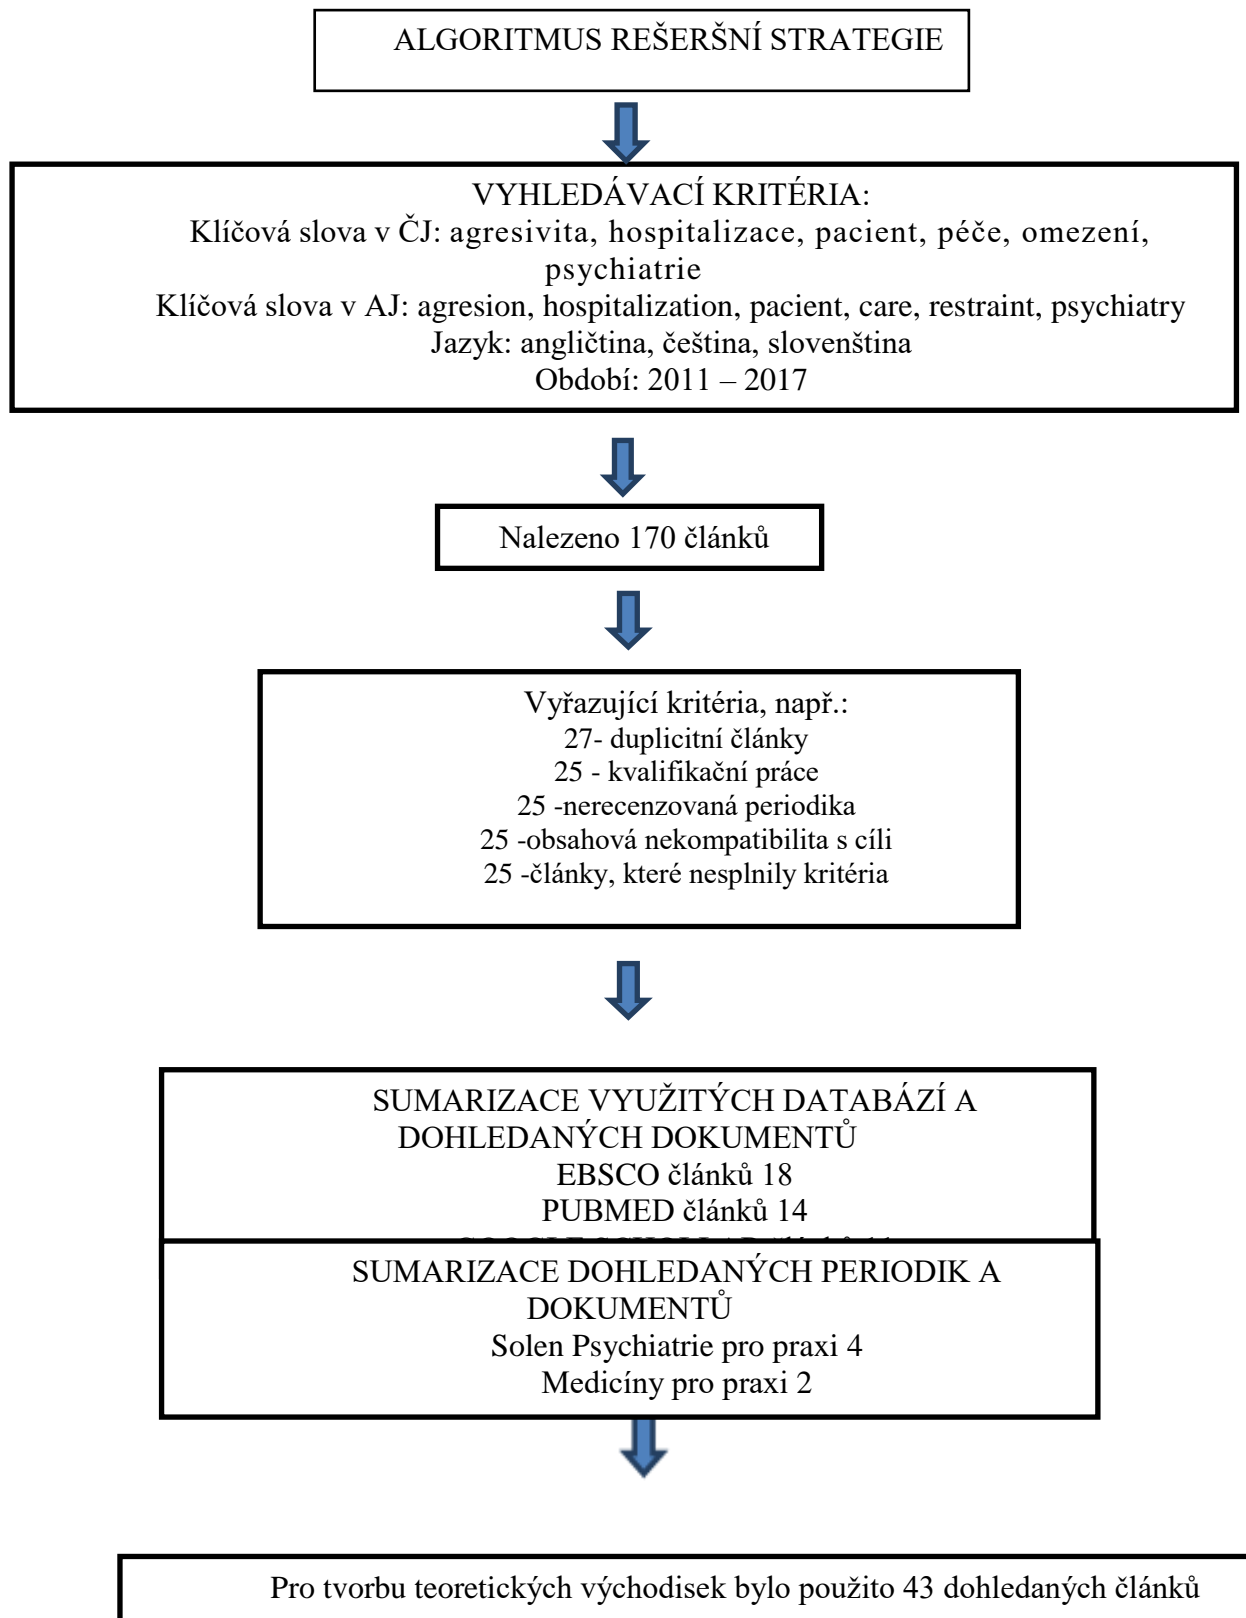 ALGORITMUS REŠERŠNÍ STRATEGIE
VYHLEDÁVACÍ KRITÉRIA:
Klíčová slova v ČJ: agresivita, hospitalizace, pacient, péče, omezení,
psychiatrie
Klíčová slova v AJ: agresion, hospitalization, pacient, care, restraint, psychiatry
Jazyk: angličtina, čeština, slovenština
Období: 2011 – 2017
Nalezeno 170 článků
Vyřazující kritéria, např.:
27- duplicitní články
25 - kvalifikační práce
25 -nerecenzovaná periodika
25 -obsahová nekompatibilita s cíli
25 -články, které nesplnily kritéria
SUMARIZACE VYUŽITÝCH DATABÁZÍ A
DOHLEDANÝCH DOKUMENTŮ
EBSCO článků 18
PUBMED článků 14
SUMARIZACE DOHLEDANÝCH PERIODIK A
DOKUMENTŮ
Solen Psychiatrie pro praxi 4
Medicíny pro praxi 2
Pro tvorbu teoretických východisek bylo použito 43 dohledaných článků